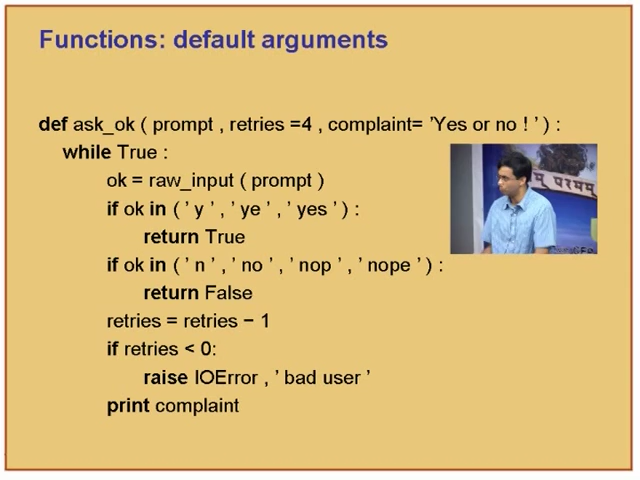 Functions: default arguments
def ask_ok ( prompt , retries =4 , complaint= ’Yes or no ! ’ ) :
while True :
ok = raw_input ( prompt )
if ok in ( ’ y ’ , ’ ye ’ , ’ yes ’ ) :
return True
if ok in ( ’ n ’ , ’ no ’ , ’ nop ’ , ’ nope ’ ) :
return False
retries = retries − 1
if retries < 0:
raise IOError , ’ bad user ’
print complaint
परमम्